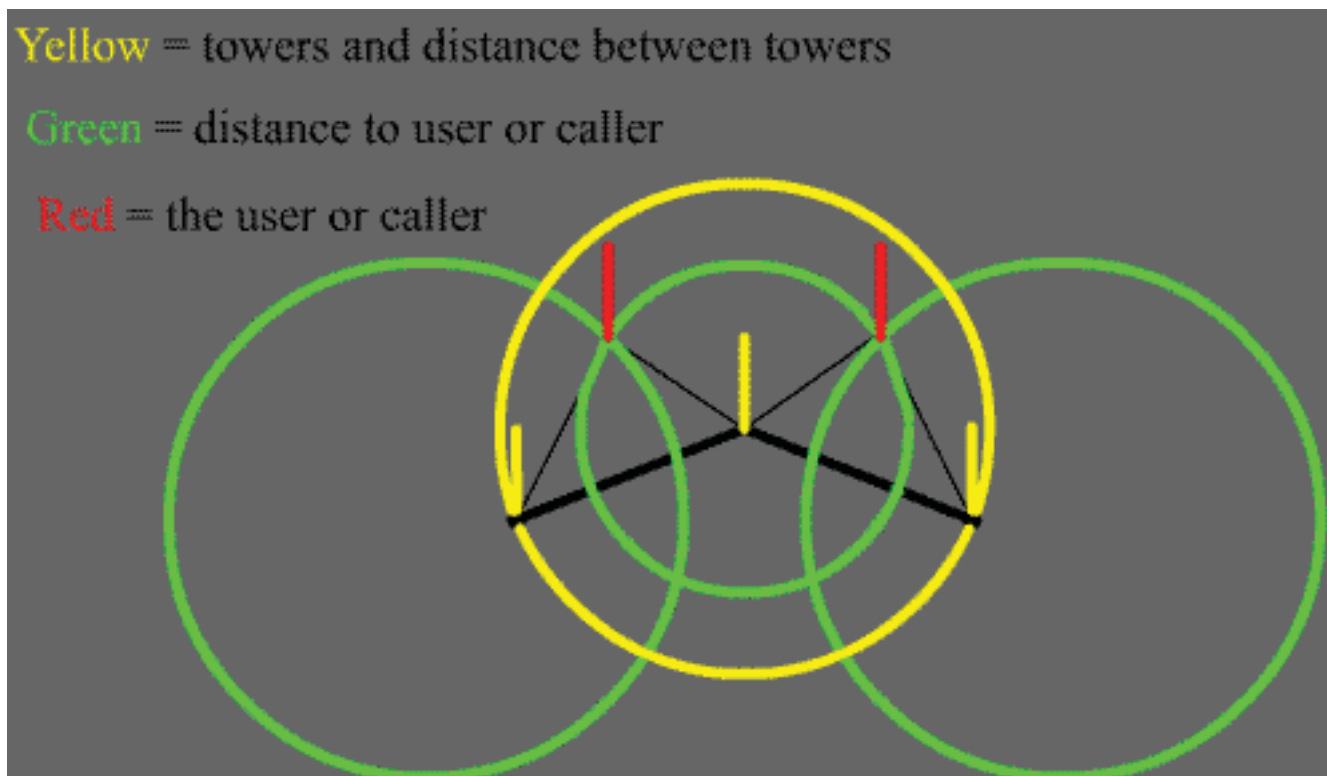 Yellow = towers and distance between towers
Green = distance to user or caller
Red = the user or caller